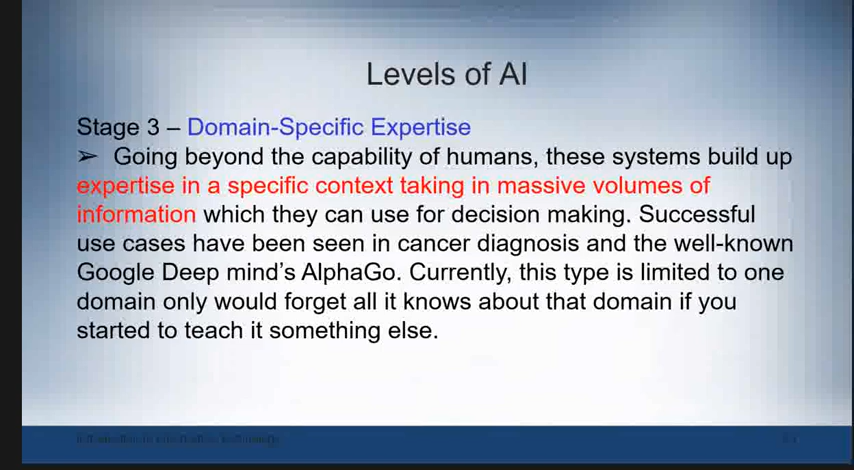 Levels of AI
Stage 3 – Domain-Specific Expertise
➢ Going beyond the capability of humans, these systems build up
expertise in a specific context taking in massive volumes of
information which they can use for decision making. Successful
use cases have been seen in cancer diagnosis and the well-known
Google Deep mind's AlphaGo. Currently, this type is limited to one
domain only would forget all it knows about that domain if you
started to teach it something else.